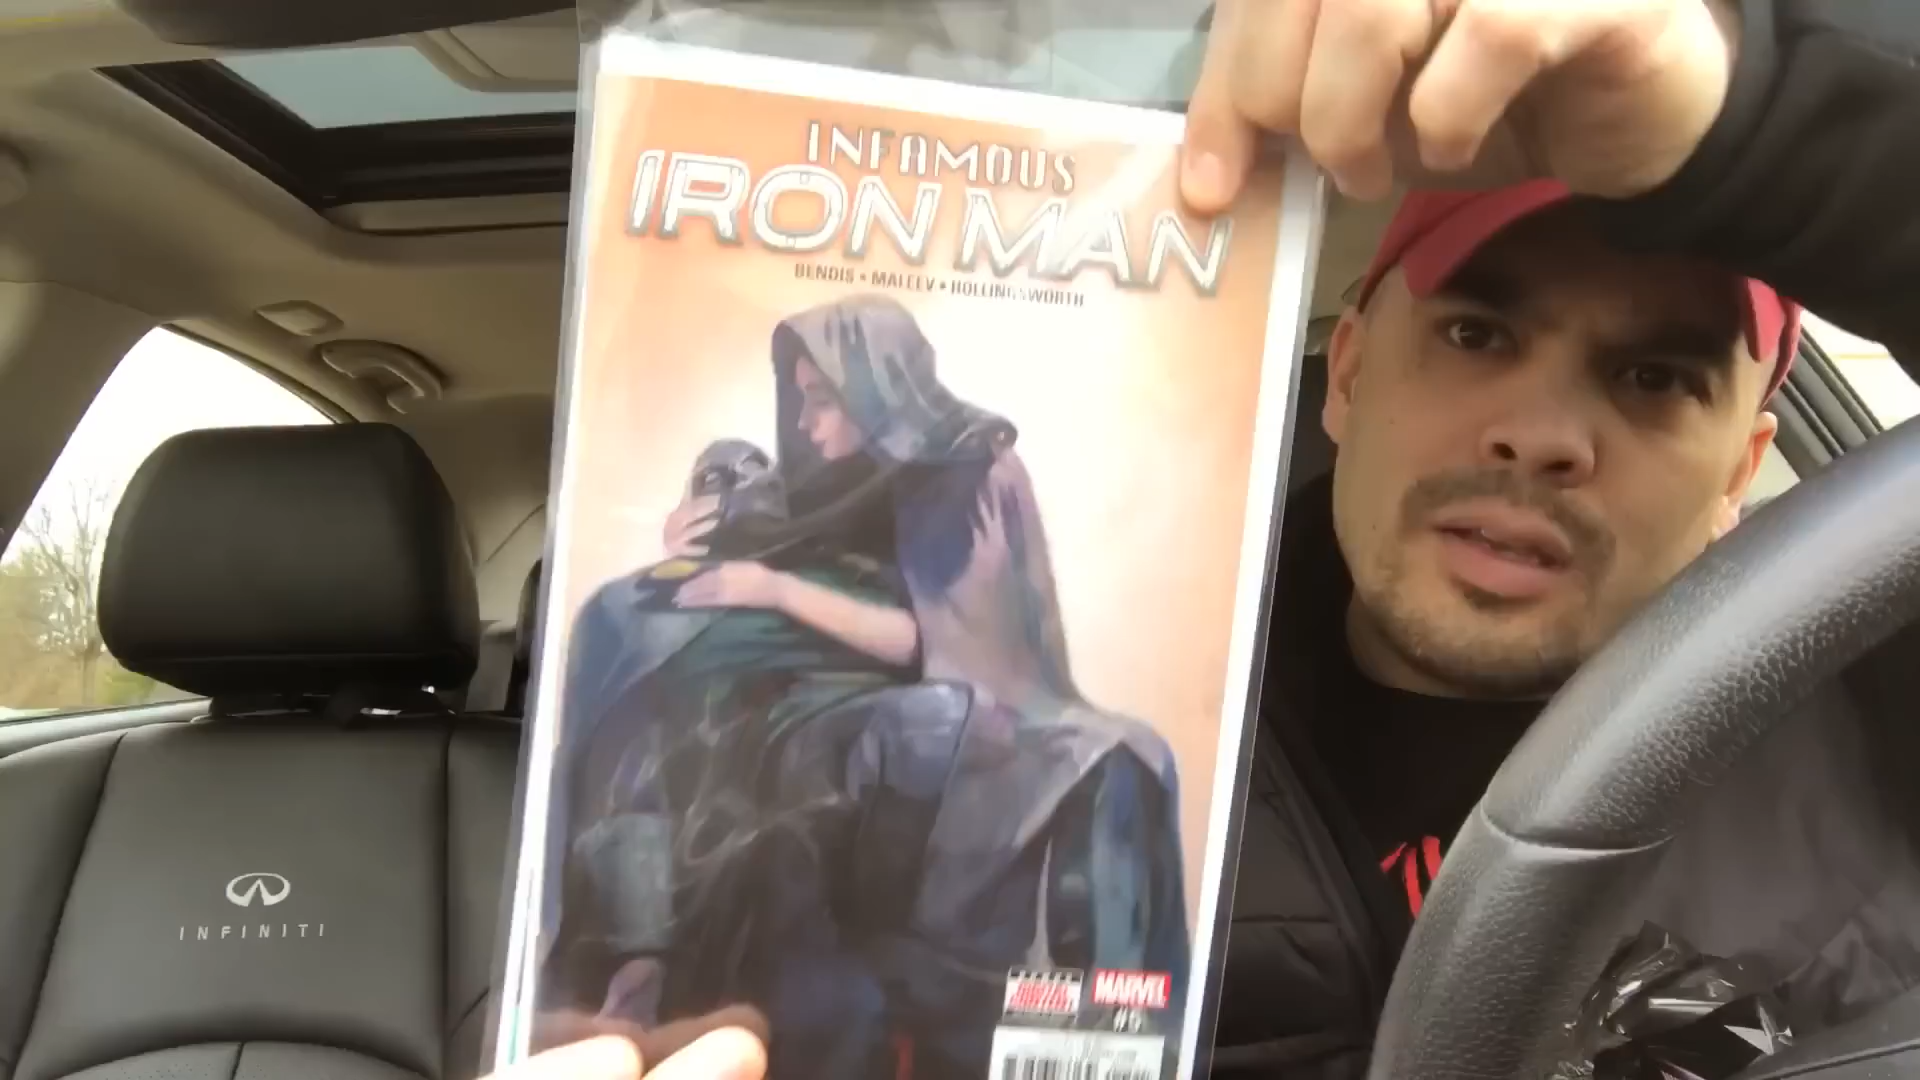 INFAMOUS
IRON MAN
BENDIS • MALEEV • HOLLINGSWORTH
MARVEL
INFINITI